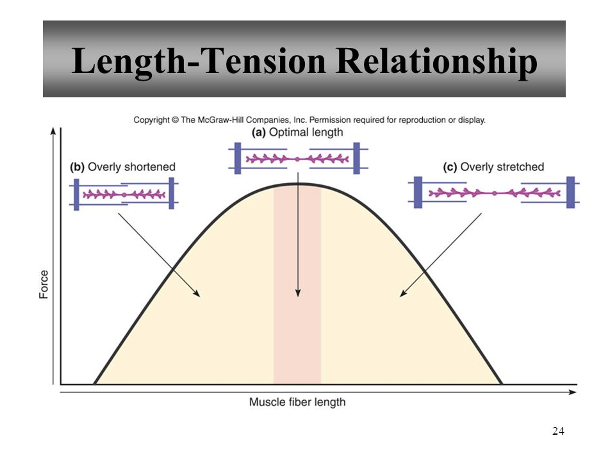 Length-Tension Relationship
Copyright © The McGraw-Hill Companies, Inc. Permission required for reproduction or display.
(a) Optimal length
(b) Overly shortened
(c) Overly stretched
Force
Muscle fiber length
24